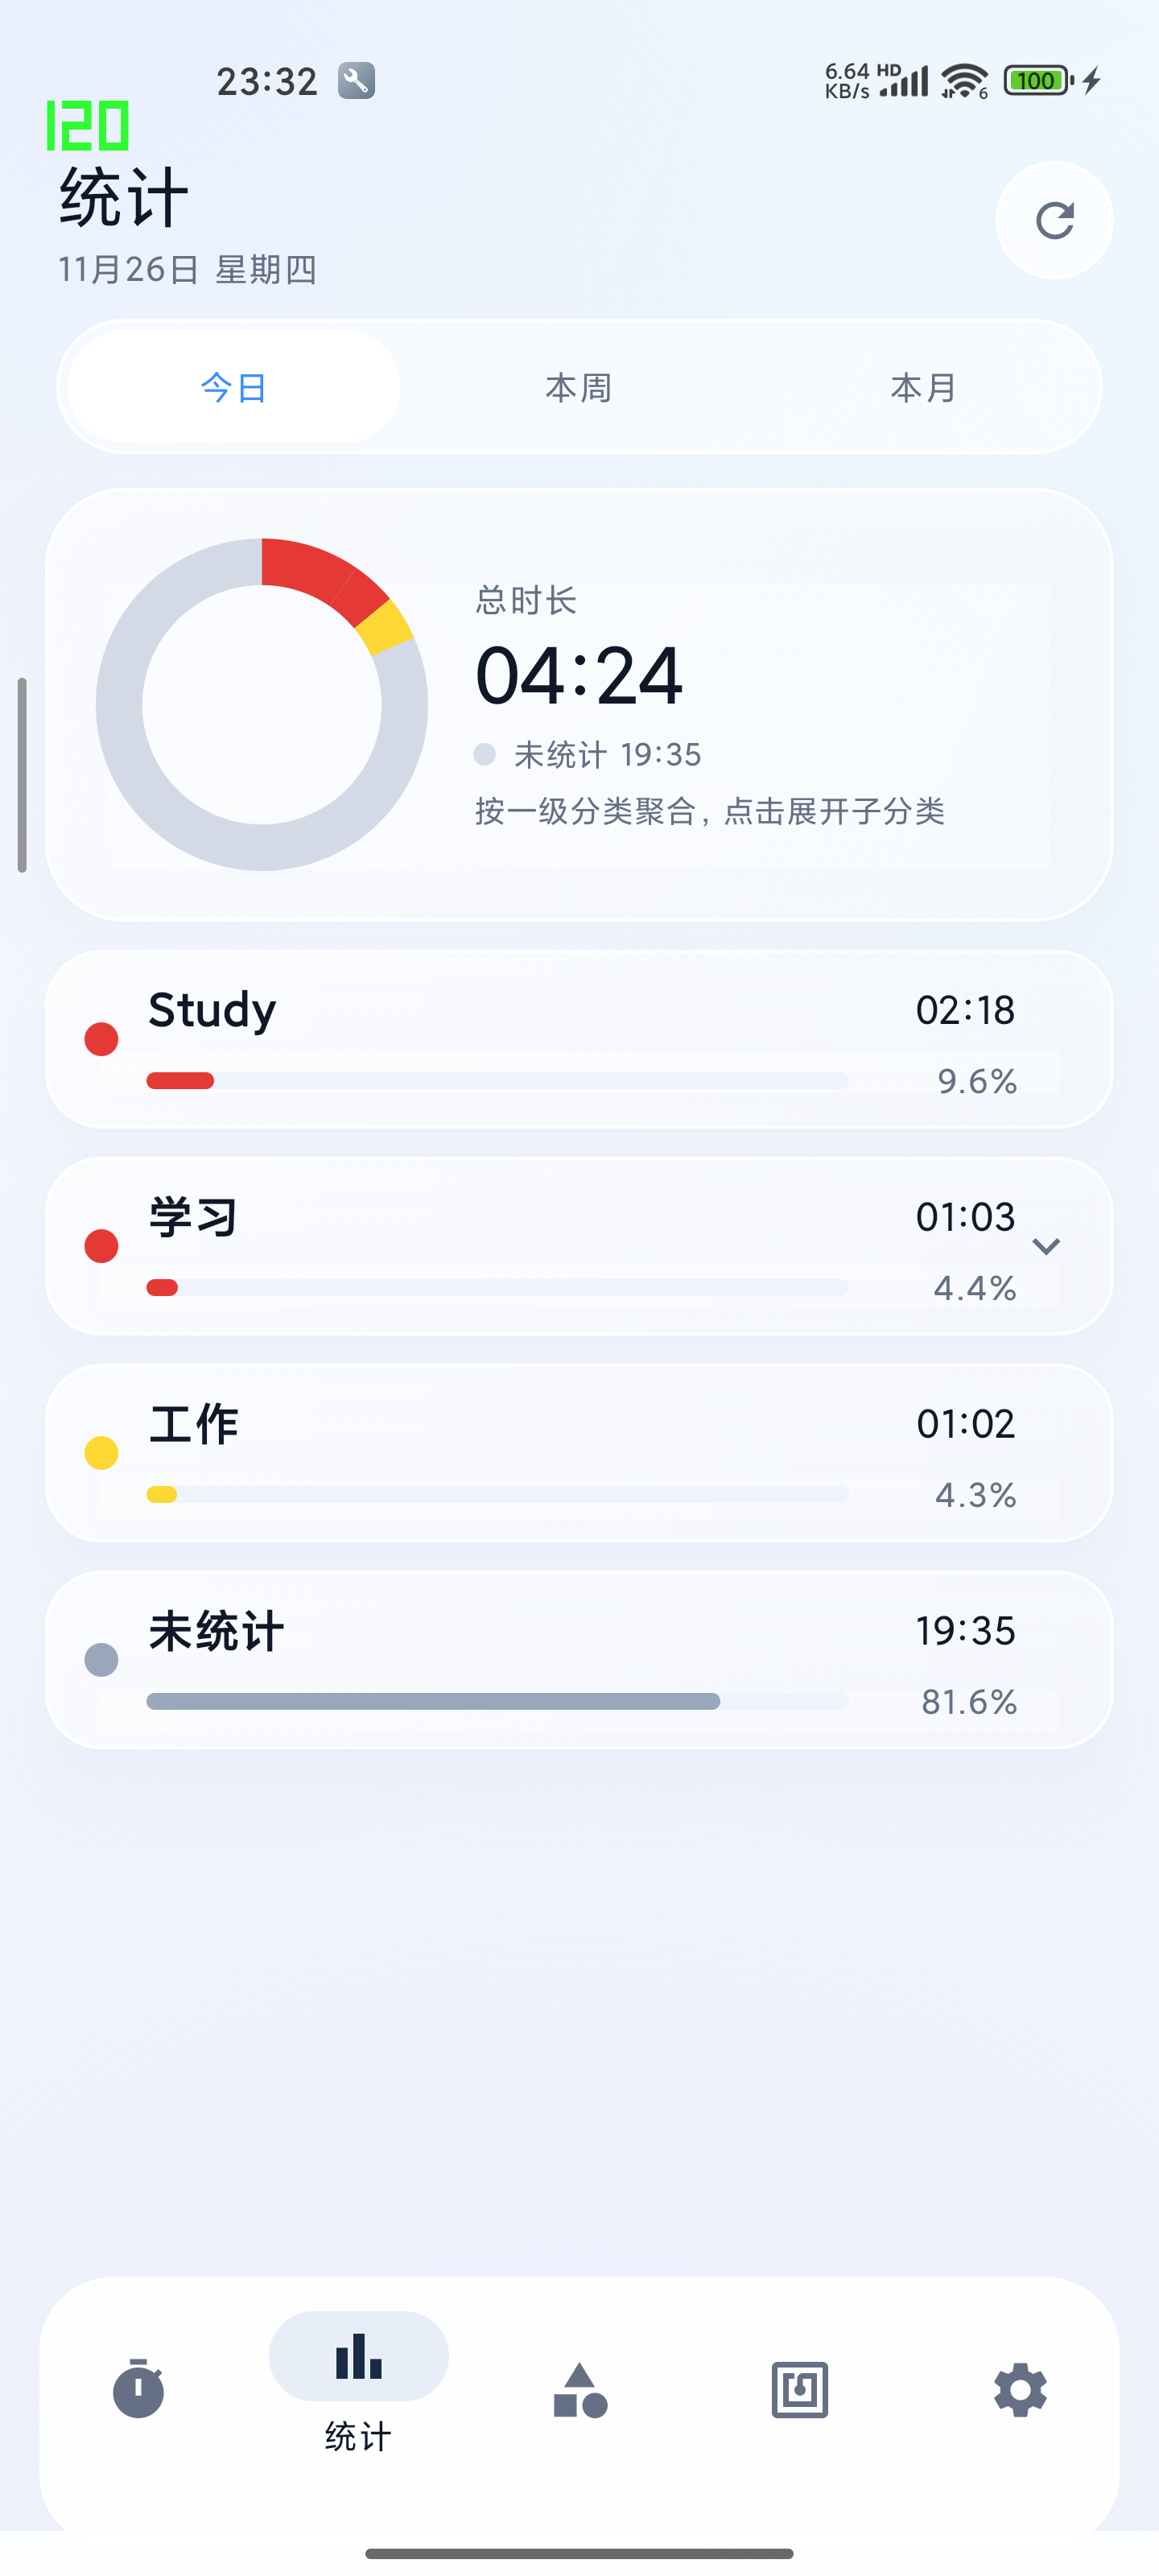 23:32
6.64 KB/s
HD
6
100
120
统计
11月26日 星期四
今日
本周
本月
总时长
04:24
未统计 19:35
按一级分类聚合，点击展开子分类
Study
02:18
9.6%
学习
01:03
4.4%
工作
01:02
4.3%
未统计
19:35
81.6%
统计